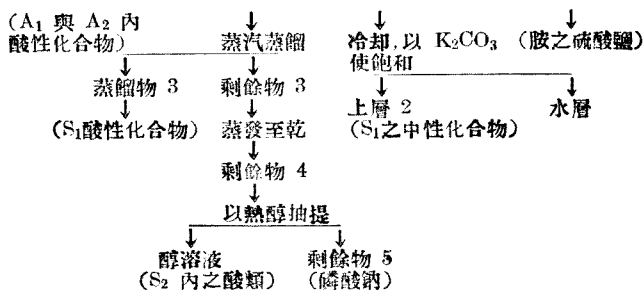 (A₁ 與 A₂ 內
酸性化合物)
蒸汽蒸餾
冷却,以 K₂CO₃
使飽和
(胺之硫酸鹽)
蒸餾物 3
剩餘物 3
上層 2
水層
(S₁酸性化合物)
蒸發至乾
(S₁之中性化合物)
剩餘物 4
以熱醇抽提
醇溶液
剩餘物 5
(S₂ 內之酸類)
(磷酸鈉)